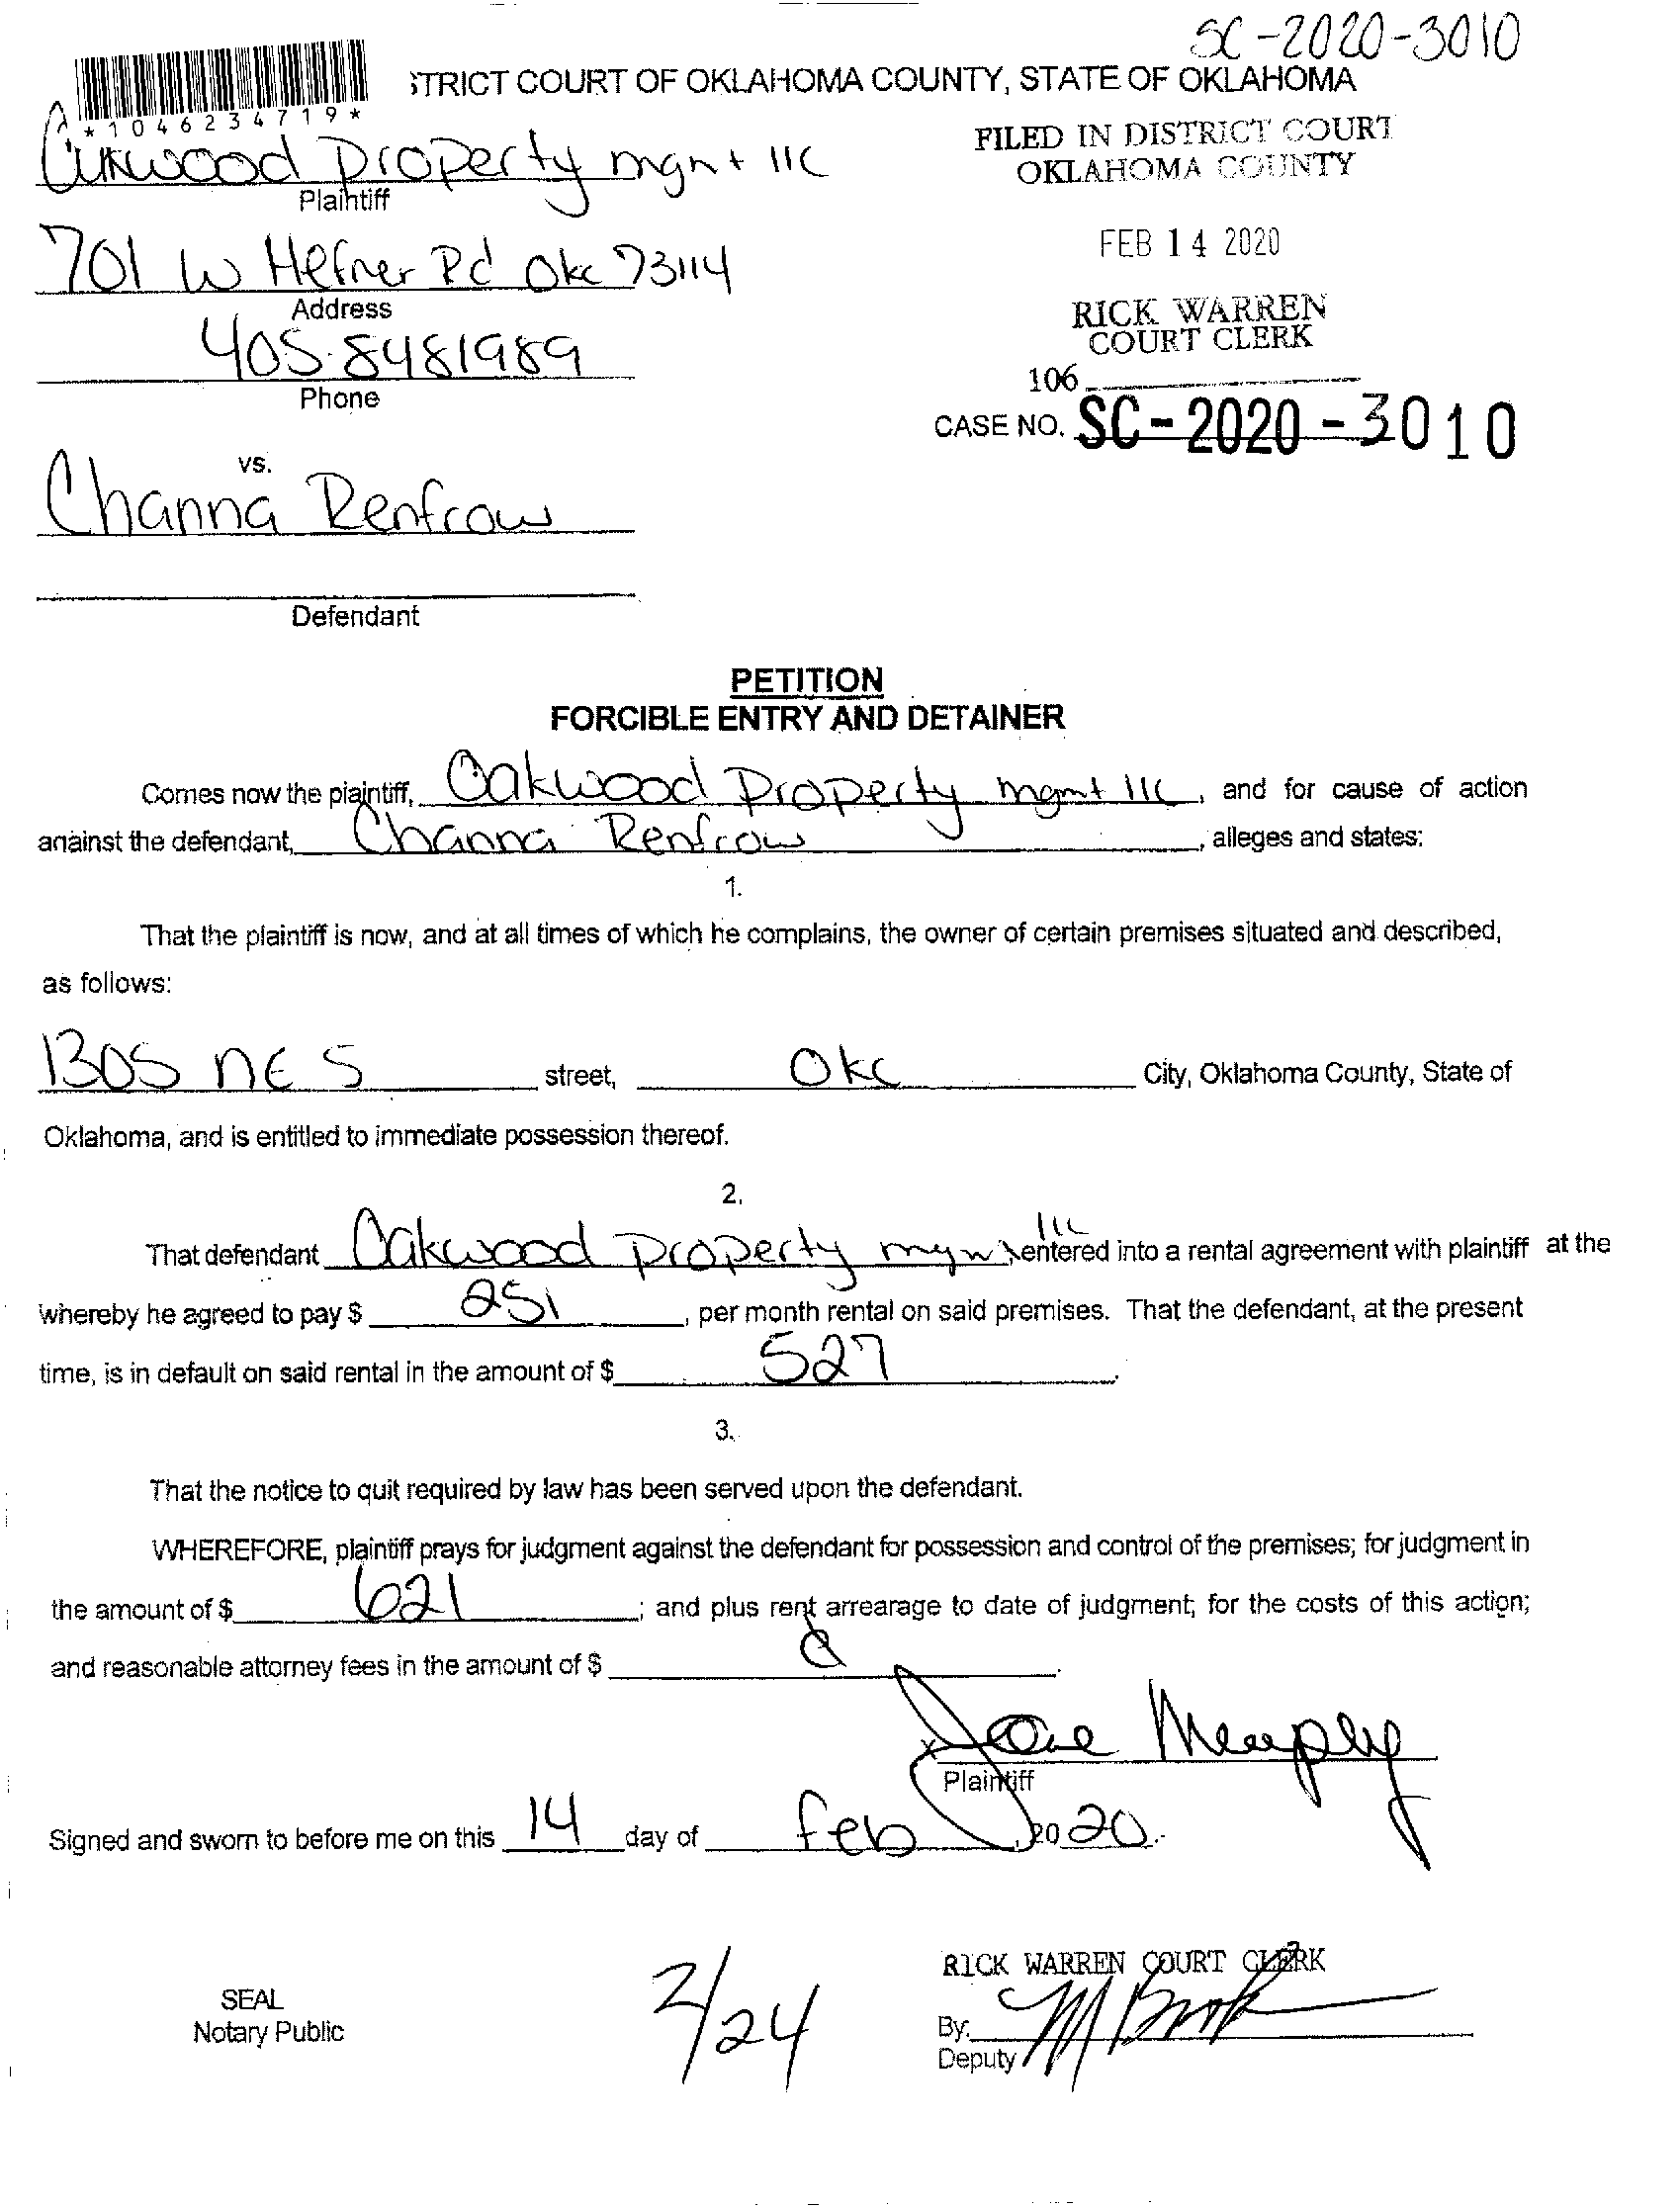 SC-2020-3010
STRICT COURT OF OKLAHOMA COUNTY, STATE OF OKLAHOMA
*1046234719*
FILED IN DISTRICT COURT
OKLAHOMA COUNTY
Oakwood Property mgnt llc
Plaintiff
FEB 14 2020
701 W Hefner Rd Okc 73114
Address
RICK WARREN
COURT CLERK
405-8481989
Phone
106
CASE NO. SC-2020-3010
vs.
Channa Renfrow
Defendant
PETITION
FORCIBLE ENTRY AND DETAINER
Comes now the plaintiff, Oakwood Property mgmt llc, and for cause of action
against the defendant, Channa Renfrow, alleges and states:
1.
That the plaintiff is now, and at all times of which he complains, the owner of certain premises situated and described,
as follows:
1305 NE 5 street, Okc City, Oklahoma County, State of
Oklahoma, and is entitled to immediate possession thereof.
2.
That defendant Oakwood Property llc entered into a rental agreement with plaintiff at the
whereby he agreed to pay $ 251, per month rental on said premises. That the defendant, at the present
time, is in default on said rental in the amount of $ 527.
3.
That the notice to quit required by law has been served upon the defendant.
WHEREFORE, plaintiff prays for judgment against the defendant for possession and control of the premises; for judgment in
the amount of $ 621; and plus rent arrearage to date of judgment; for the costs of this action;
and reasonable attorney fees in the amount of $
Plaintiff
Signed and sworn to before me on this 14 day of Feb, 2020.
RICK WARREN COURT CLERK
SEAL
Notary Public
2/24
By:
Deputy